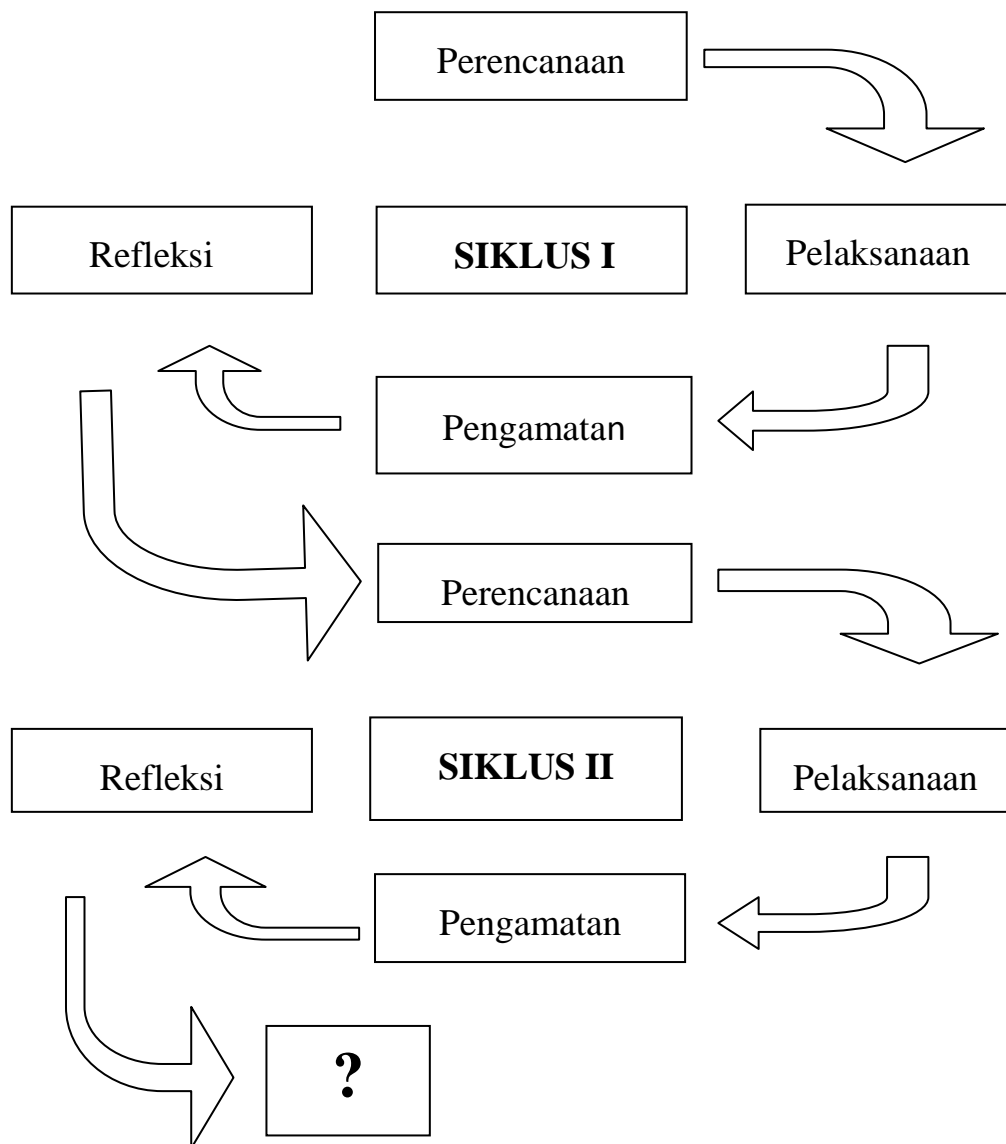 Perencanaan
Refleksi
SIKLUS I
Pelaksanaan
Pengamatan
Perencanaan
Refleksi
SIKLUS II
Pelaksanaan
Pengamatan
?